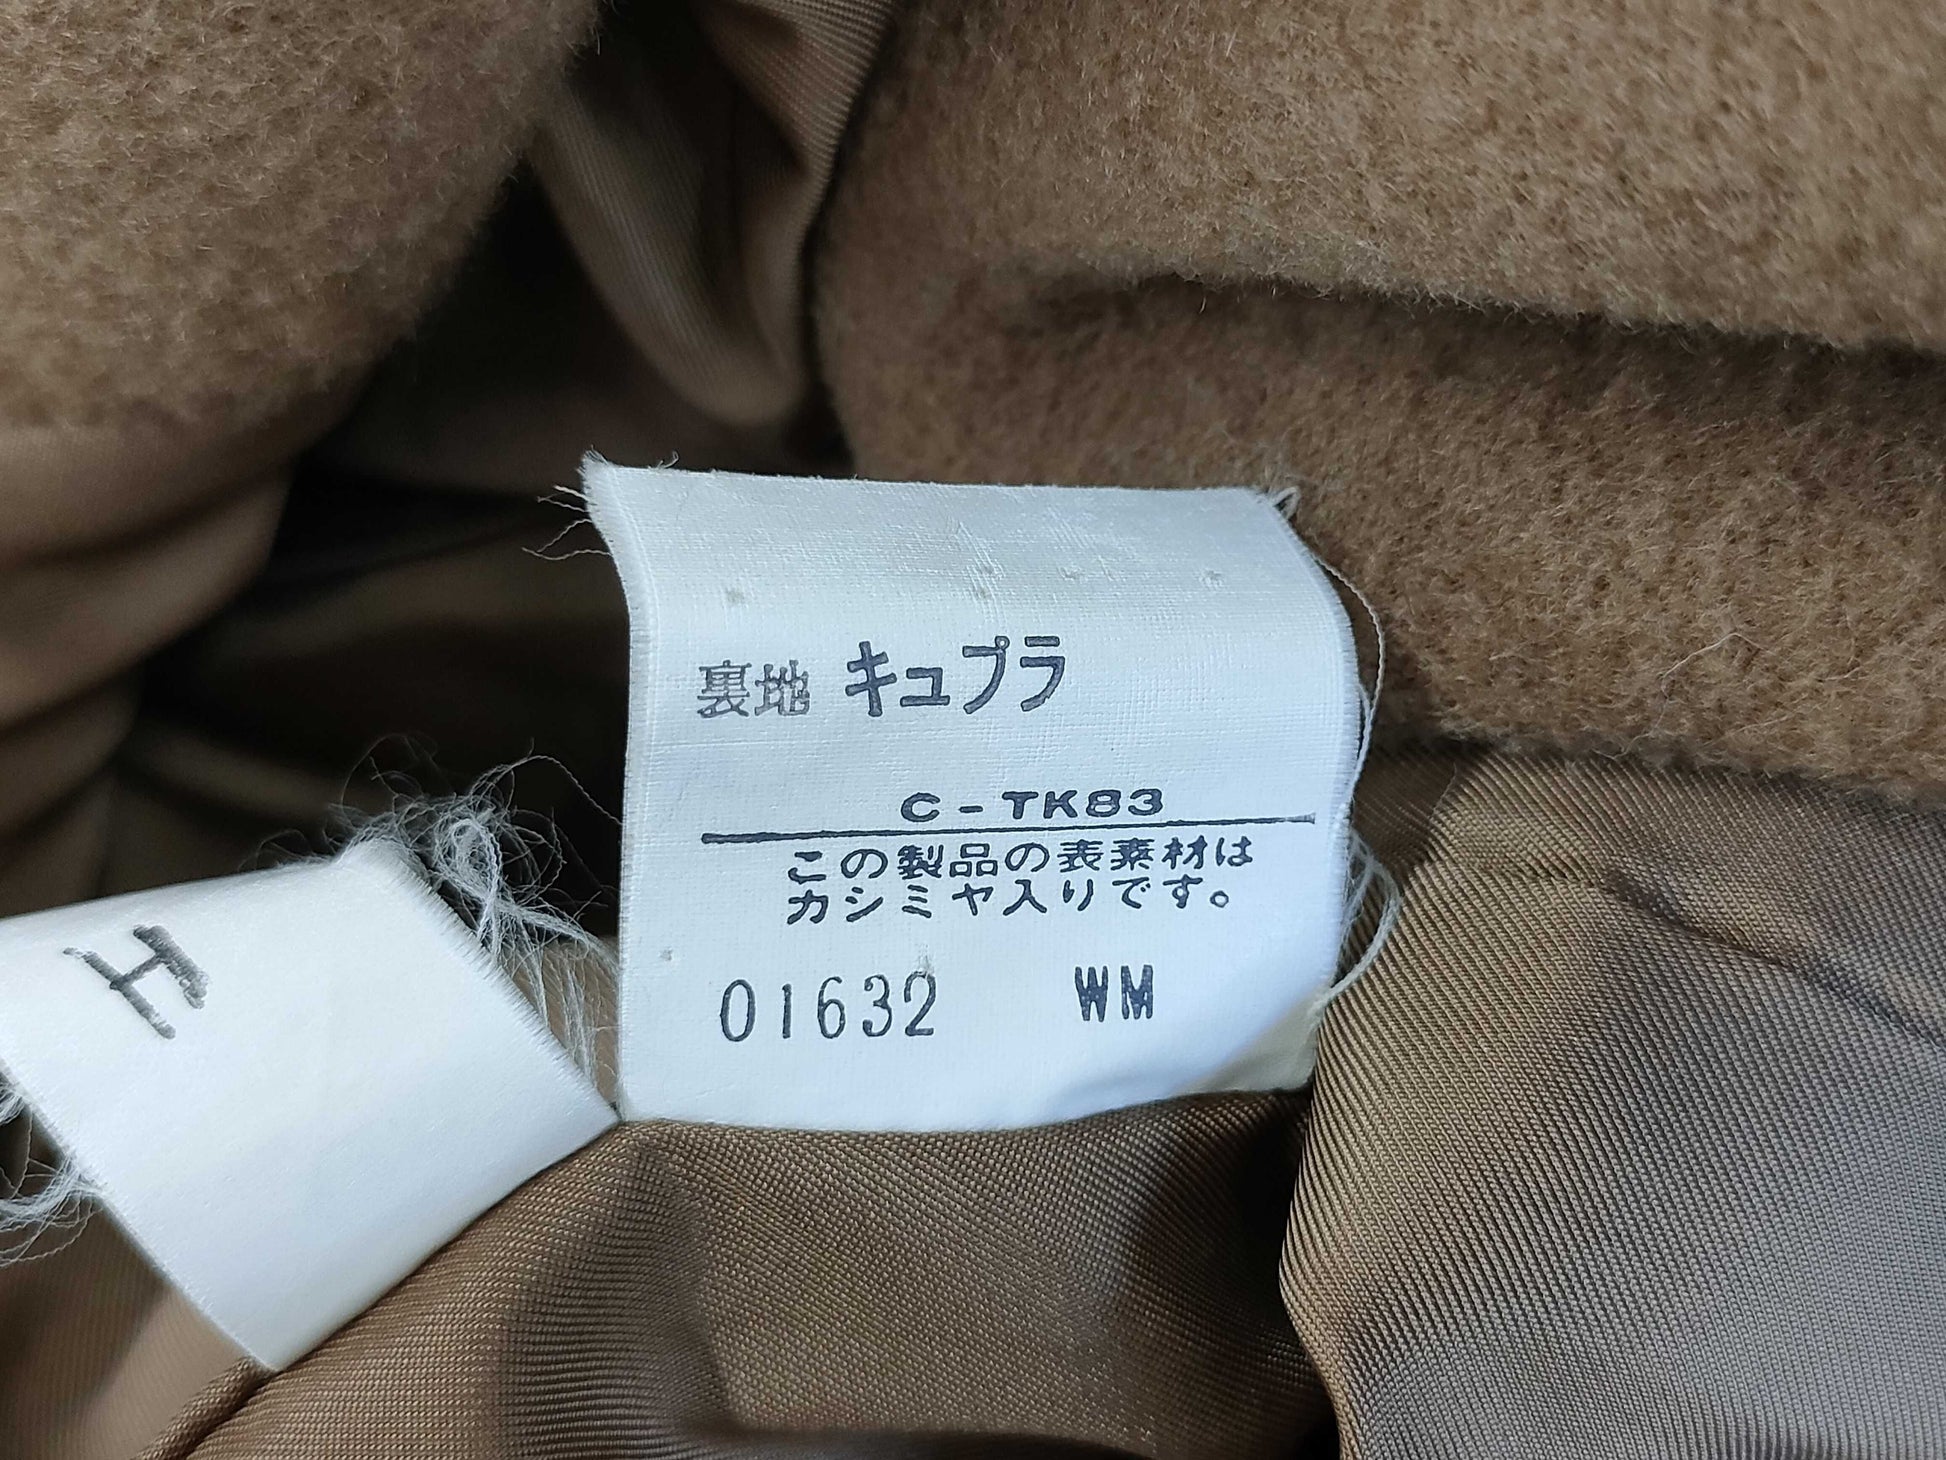 裏地 キュプラ
C-TK83
この製品の表素材は
カシミヤ入りです。
01632 WM
H